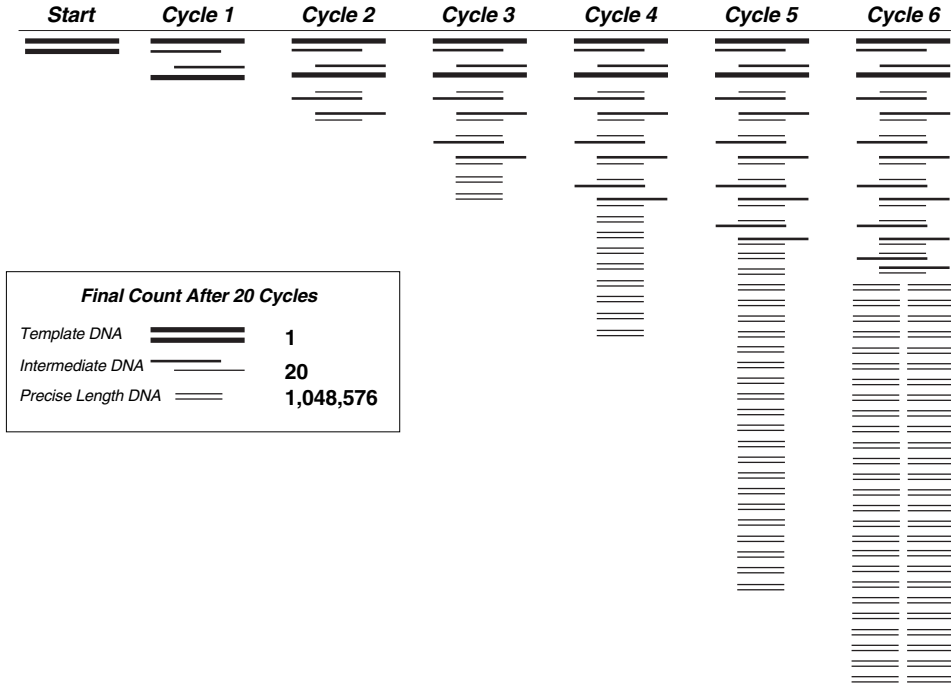 Start Cycle 1 Cycle 2 Cycle 3 Cycle 4 Cycle 5 Cycle 6
Final Count After 20 Cycles
Template DNA 1
Intermediate DNA 20
Precise Length DNA 1,048,576